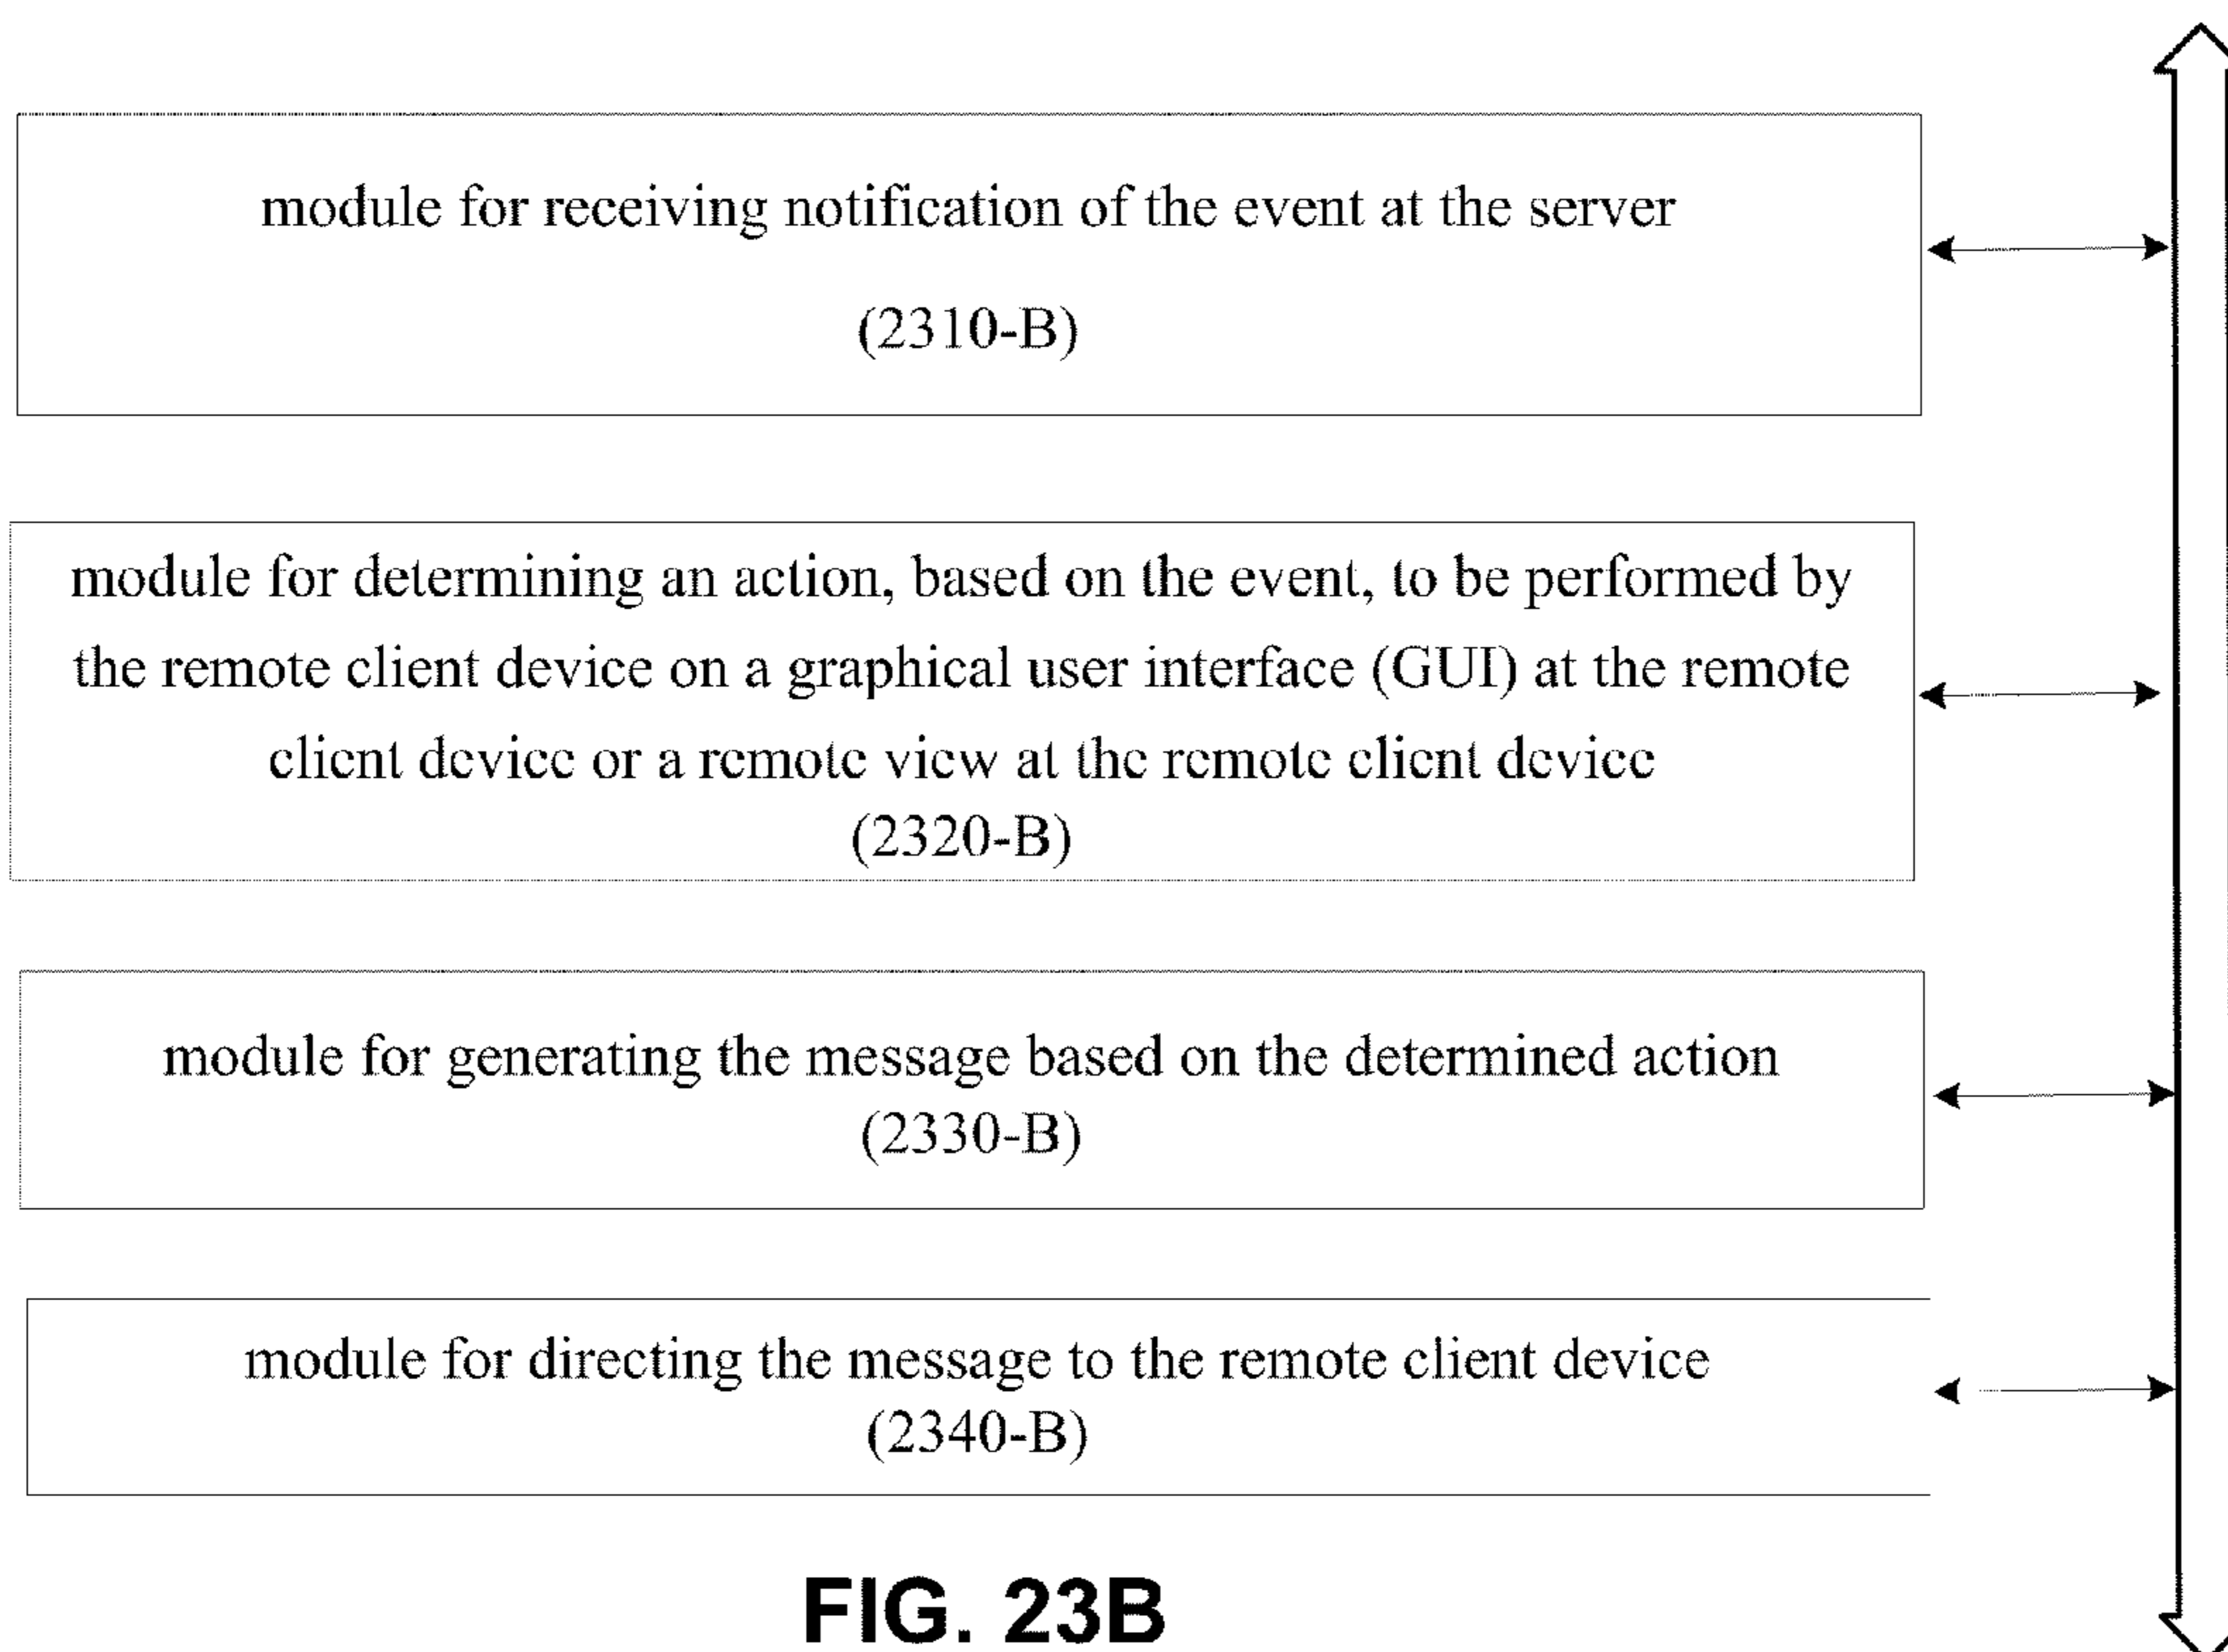 module for receiving notification of the event at the server
(2310-B)
module for determining an action, based on the event, to be performed by
the remote client device on a graphical user interface (GUI) at the remote
client device or a remote view at the remote client device
(2320-B)
module for generating the message based on the determined action
(2330-B)
module for directing the message to the remote client device
(2340-B)
FIG. 23B